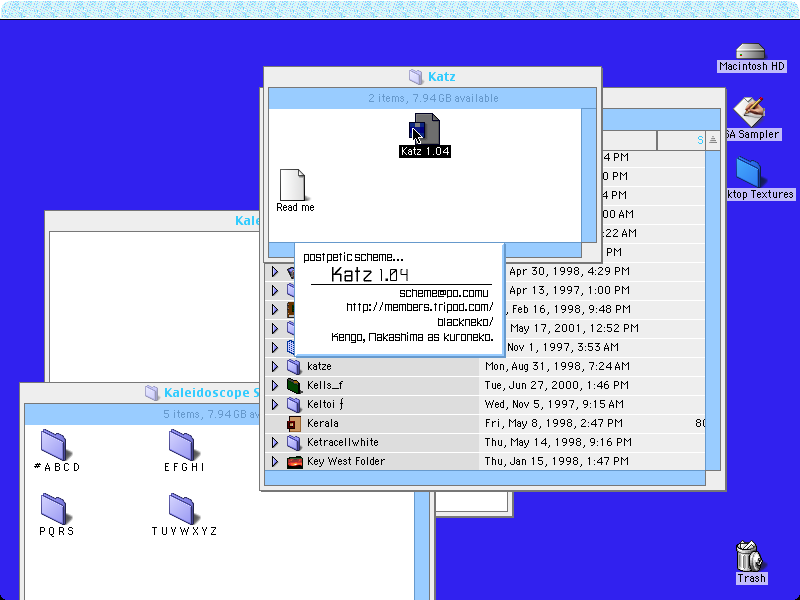 Macintosh HD
SA Sampler
ktop Textures
Katz
2 items, 7.94 GB available
Katz 1.04
Read me
S
4 PM
0 PM
4 PM
00 AM
:22 AM
PM
postpetic scheme...
Katz 1.04
scheme@po.comu
http://members.tripod.com/
blackneko/
Kengo, Nakashima as kuroneko.
Apr 30, 1998, 4:29 PM
Apr 13, 1997, 1:00 PM
, Feb 16, 1998, 9:48 PM
May 17, 2001, 12:52 PM
Nov 1, 1997, 3:53 AM
katze Mon, Aug 31, 1998, 7:24 AM
Kells_f Tue, Jun 27, 2000, 1:46 PM
Keltoi ƒ Wed, Nov 5, 1997, 9:15 AM
Kerala Fri, May 8, 1998, 2:47 PM 80
Ketracellwhite Thu, May 14, 1998, 9:16 PM
Key West Folder Thu, Jan 15, 1998, 1:47 PM
Kale
Kaleidoscope S
5 items, 7.94 GB av
#ABCD
EFGHI
PQRS
TUVWXYZ
Trash